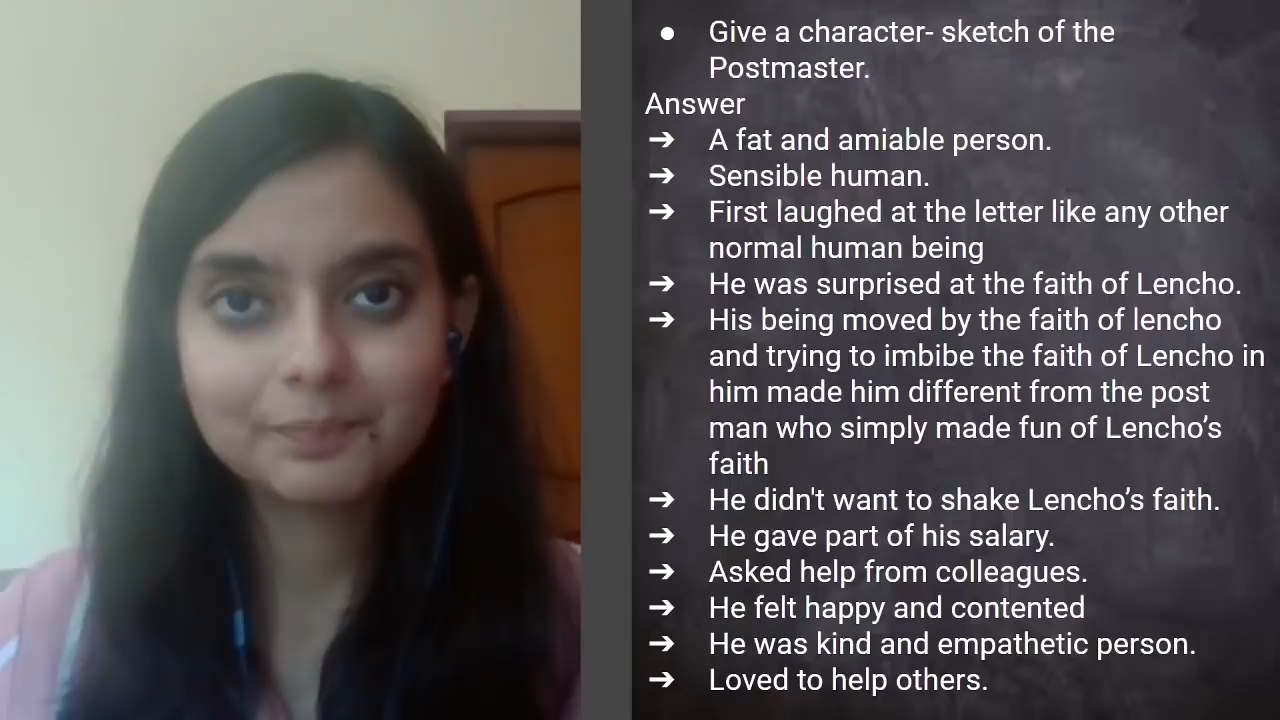 ● Give a character- sketch of the
Postmaster.
Answer
➔ A fat and amiable person.
➔ Sensible human.
➔ First laughed at the letter like any other
normal human being
➔ He was surprised at the faith of Lencho.
➔ His being moved by the faith of lencho
and trying to imbibe the faith of Lencho in
him made him different from the post
man who simply made fun of Lencho’s
faith
➔ He didn't want to shake Lencho’s faith.
➔ He gave part of his salary.
➔ Asked help from colleagues.
➔ He felt happy and contented
➔ He was kind and empathetic person.
➔ Loved to help others.